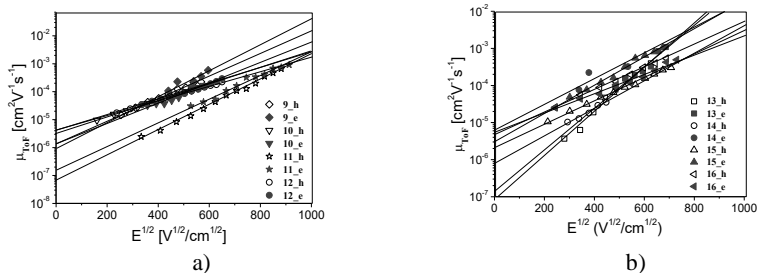 10⁻²
10⁻³
10⁻⁴
10⁻⁵
10⁻⁶
10⁻⁷
10⁻⁸
μ_ToF [cm²V⁻¹s⁻¹]
0 200 400 600 800 1000
E^1/2 [V^1/2/cm^1/2]
9_h
9_e
10_h
10_e
11_h
11_e
12_h
12_e
a)
10⁻²
10⁻³
10⁻⁴
10⁻⁵
10⁻⁶
10⁻⁷
μ_ToF [cm²V⁻¹s⁻¹]
0 200 400 600 800 1000
E^1/2 (V^1/2/cm^1/2)
13_h
13_e
14_h
14_e
15_h
15_e
16_h
16_e
b)